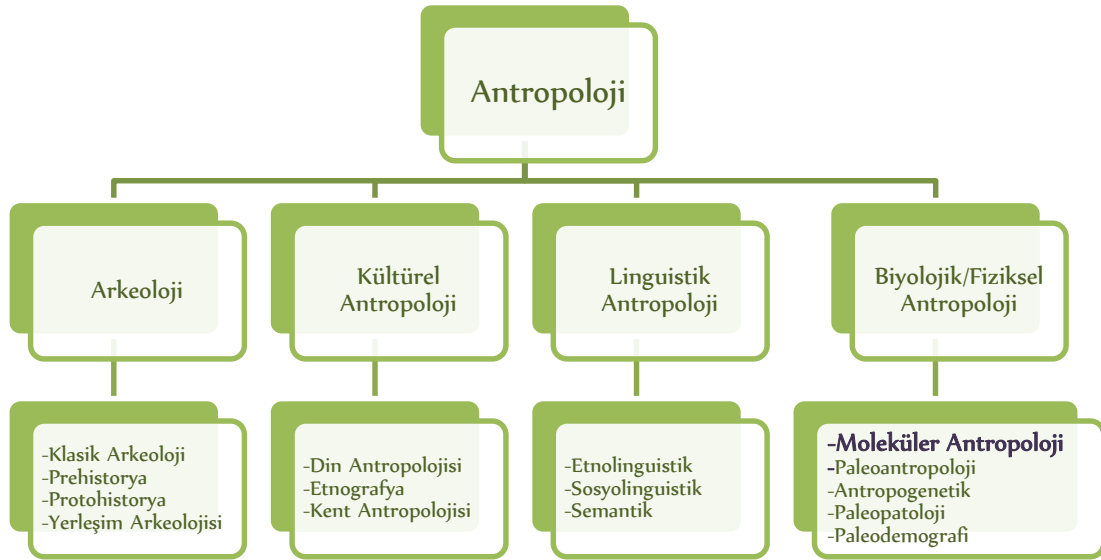 Antropoloji
Arkeoloji
Kültürel
Antropoloji
Linguistik
Antropoloji
Biyolojik/Fiziksel
Antropoloji
-Klasik Arkeoloji
-Prehistorya
-Protohistorya
-Yerleşim Arkeolojisi
-Din Antropolojisi
-Etnografya
-Kent Antropolojisi
-Etnolinguistik
-Sosyolinguistik
-Semantik
-Moleküler Antropoloji
-Paleoantropoloji
-Antropogenetik
-Paleopatoloji
-Paleodemografi